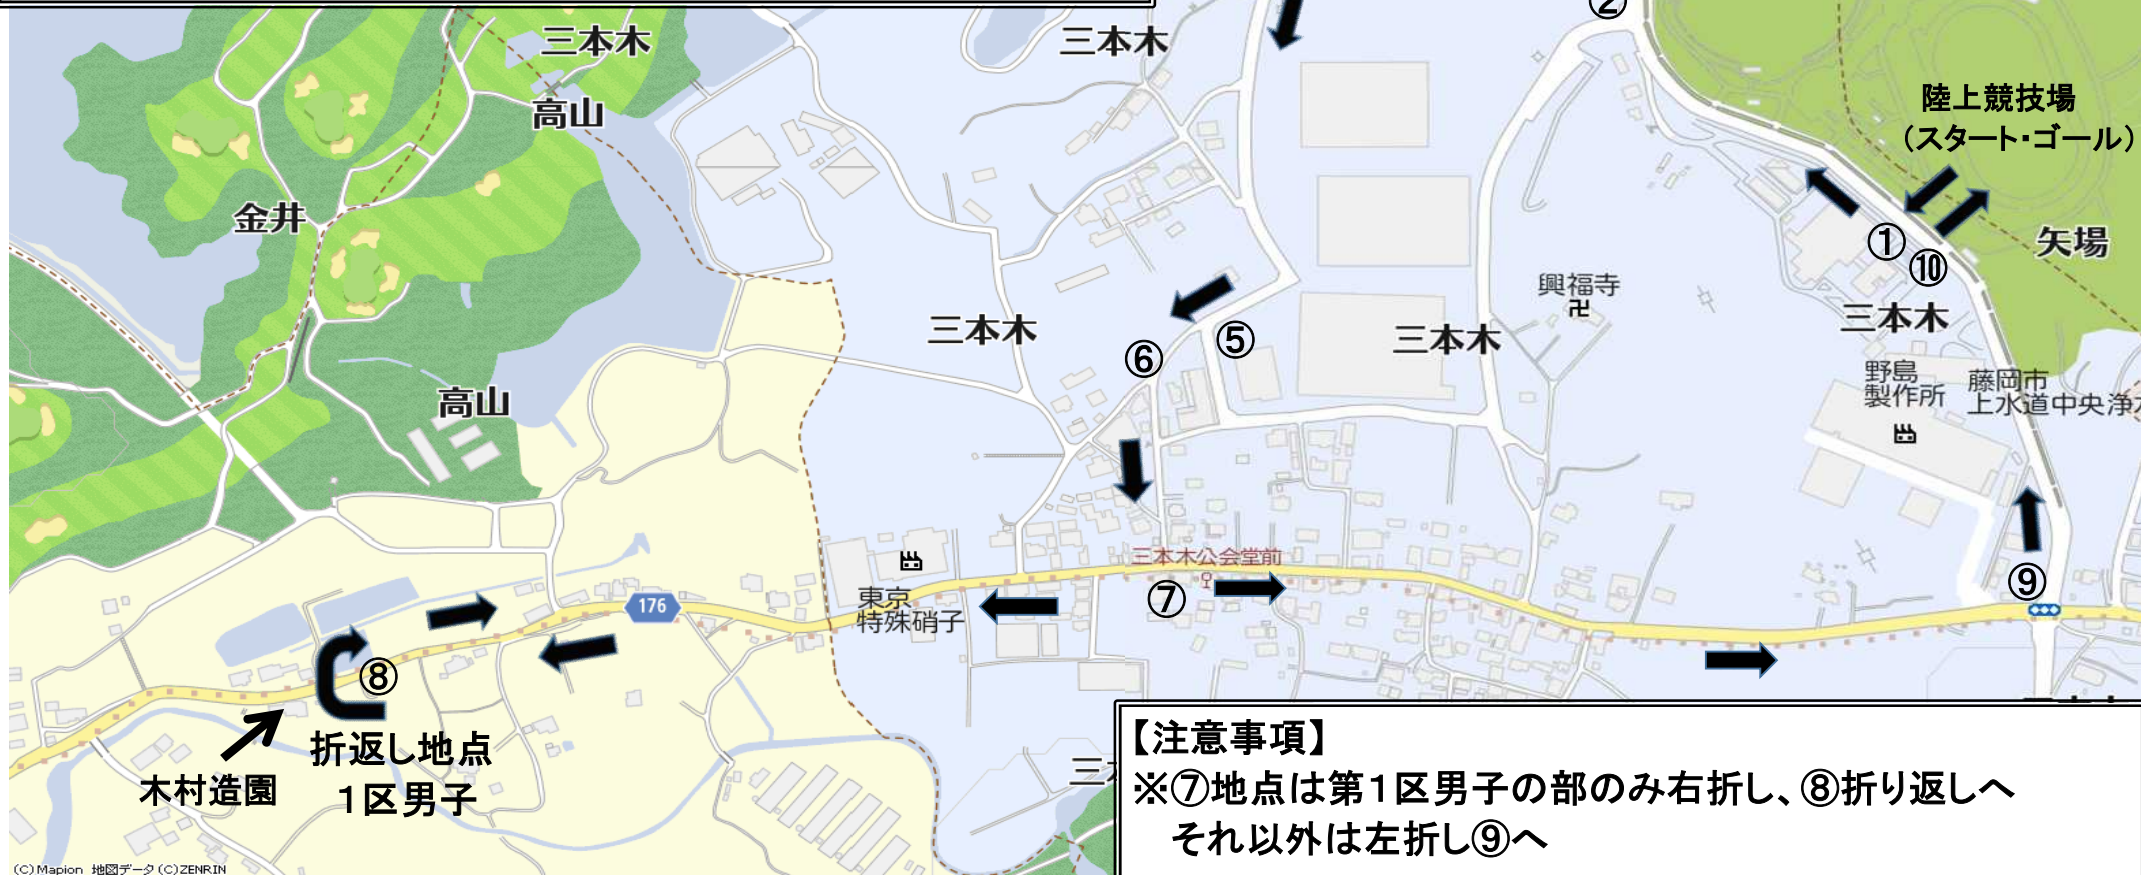 ②
三本木
三本木
高山
陸上競技場
(スタート・ゴール)
金井
①
⑩
矢場
興福寺
三本木
三本木
⑤
三本木
⑥
野島
製作所
藤岡市
上水道中央浄
高山
三本木公会堂前
⑦
⑨
176
東京
特殊硝子
⑧
折返し地点
1区男子
木村造園
【注意事項】
※⑦地点は第1区男子の部のみ右折し、⑧折り返しへ
それ以外は左折し⑨へ
(C)Mapion 地図データ(C)ZENRIN